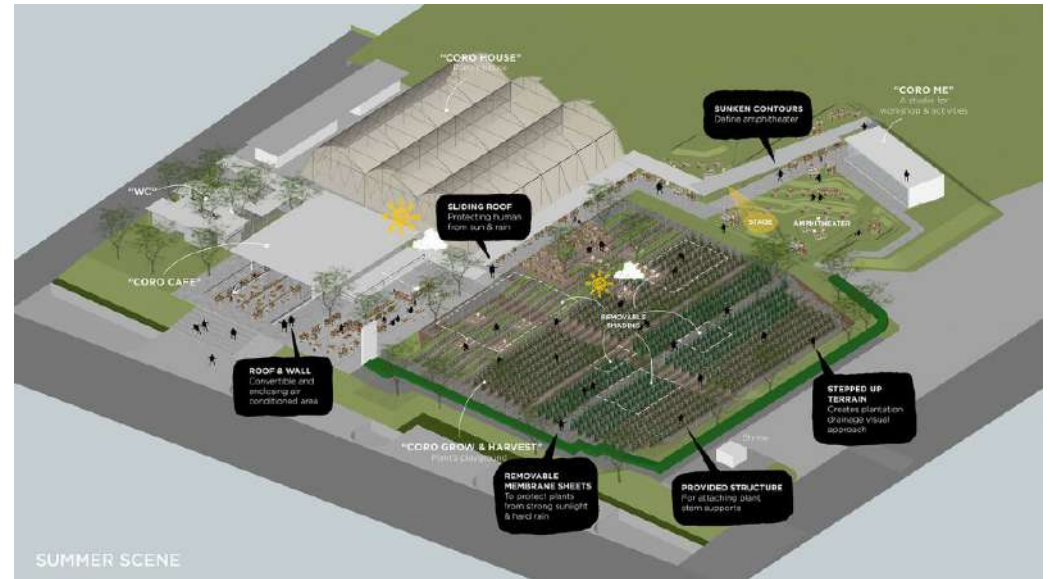 "CORO HOUSE"
"CORO ME"
A studio for
workshop & activities
SUNKEN CONTOURS
Define amphitheater
"WC"
SLIDING ROOF
Protecting human
from sun & rain
STAGE
AMPHITHEATER
"CORO CAFE"
REMOVABLE
SHADING
ROOF & WALL
Convertible and
enclosing air
conditioned area
STEPPED UP
TERRAIN
Creates plantation
drainage visual
approach
"CORO GROW & HARVEST"
Plants playground
Shrine
REMOVABLE
MEMBRANE SHEETS
To protect plants
from strong sunlight
& hard rain
PROVIDED STRUCTURE
For attaching plant
stem supports
SUMMER SCENE